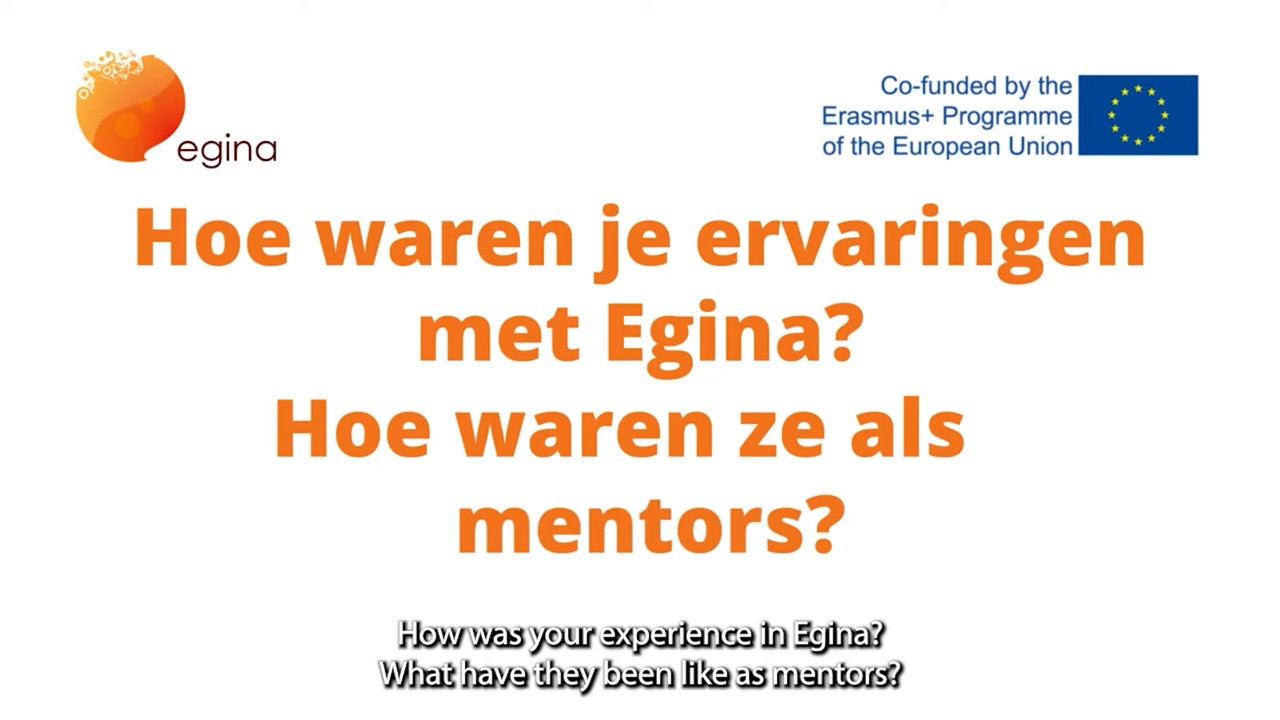 egina
Co-funded by the
Erasmus+ Programme
of the European Union
Hoe waren je ervaringen
met Egina?
Hoe waren ze als
mentors?
How was your experience in Egina?
What have they been like as mentors?